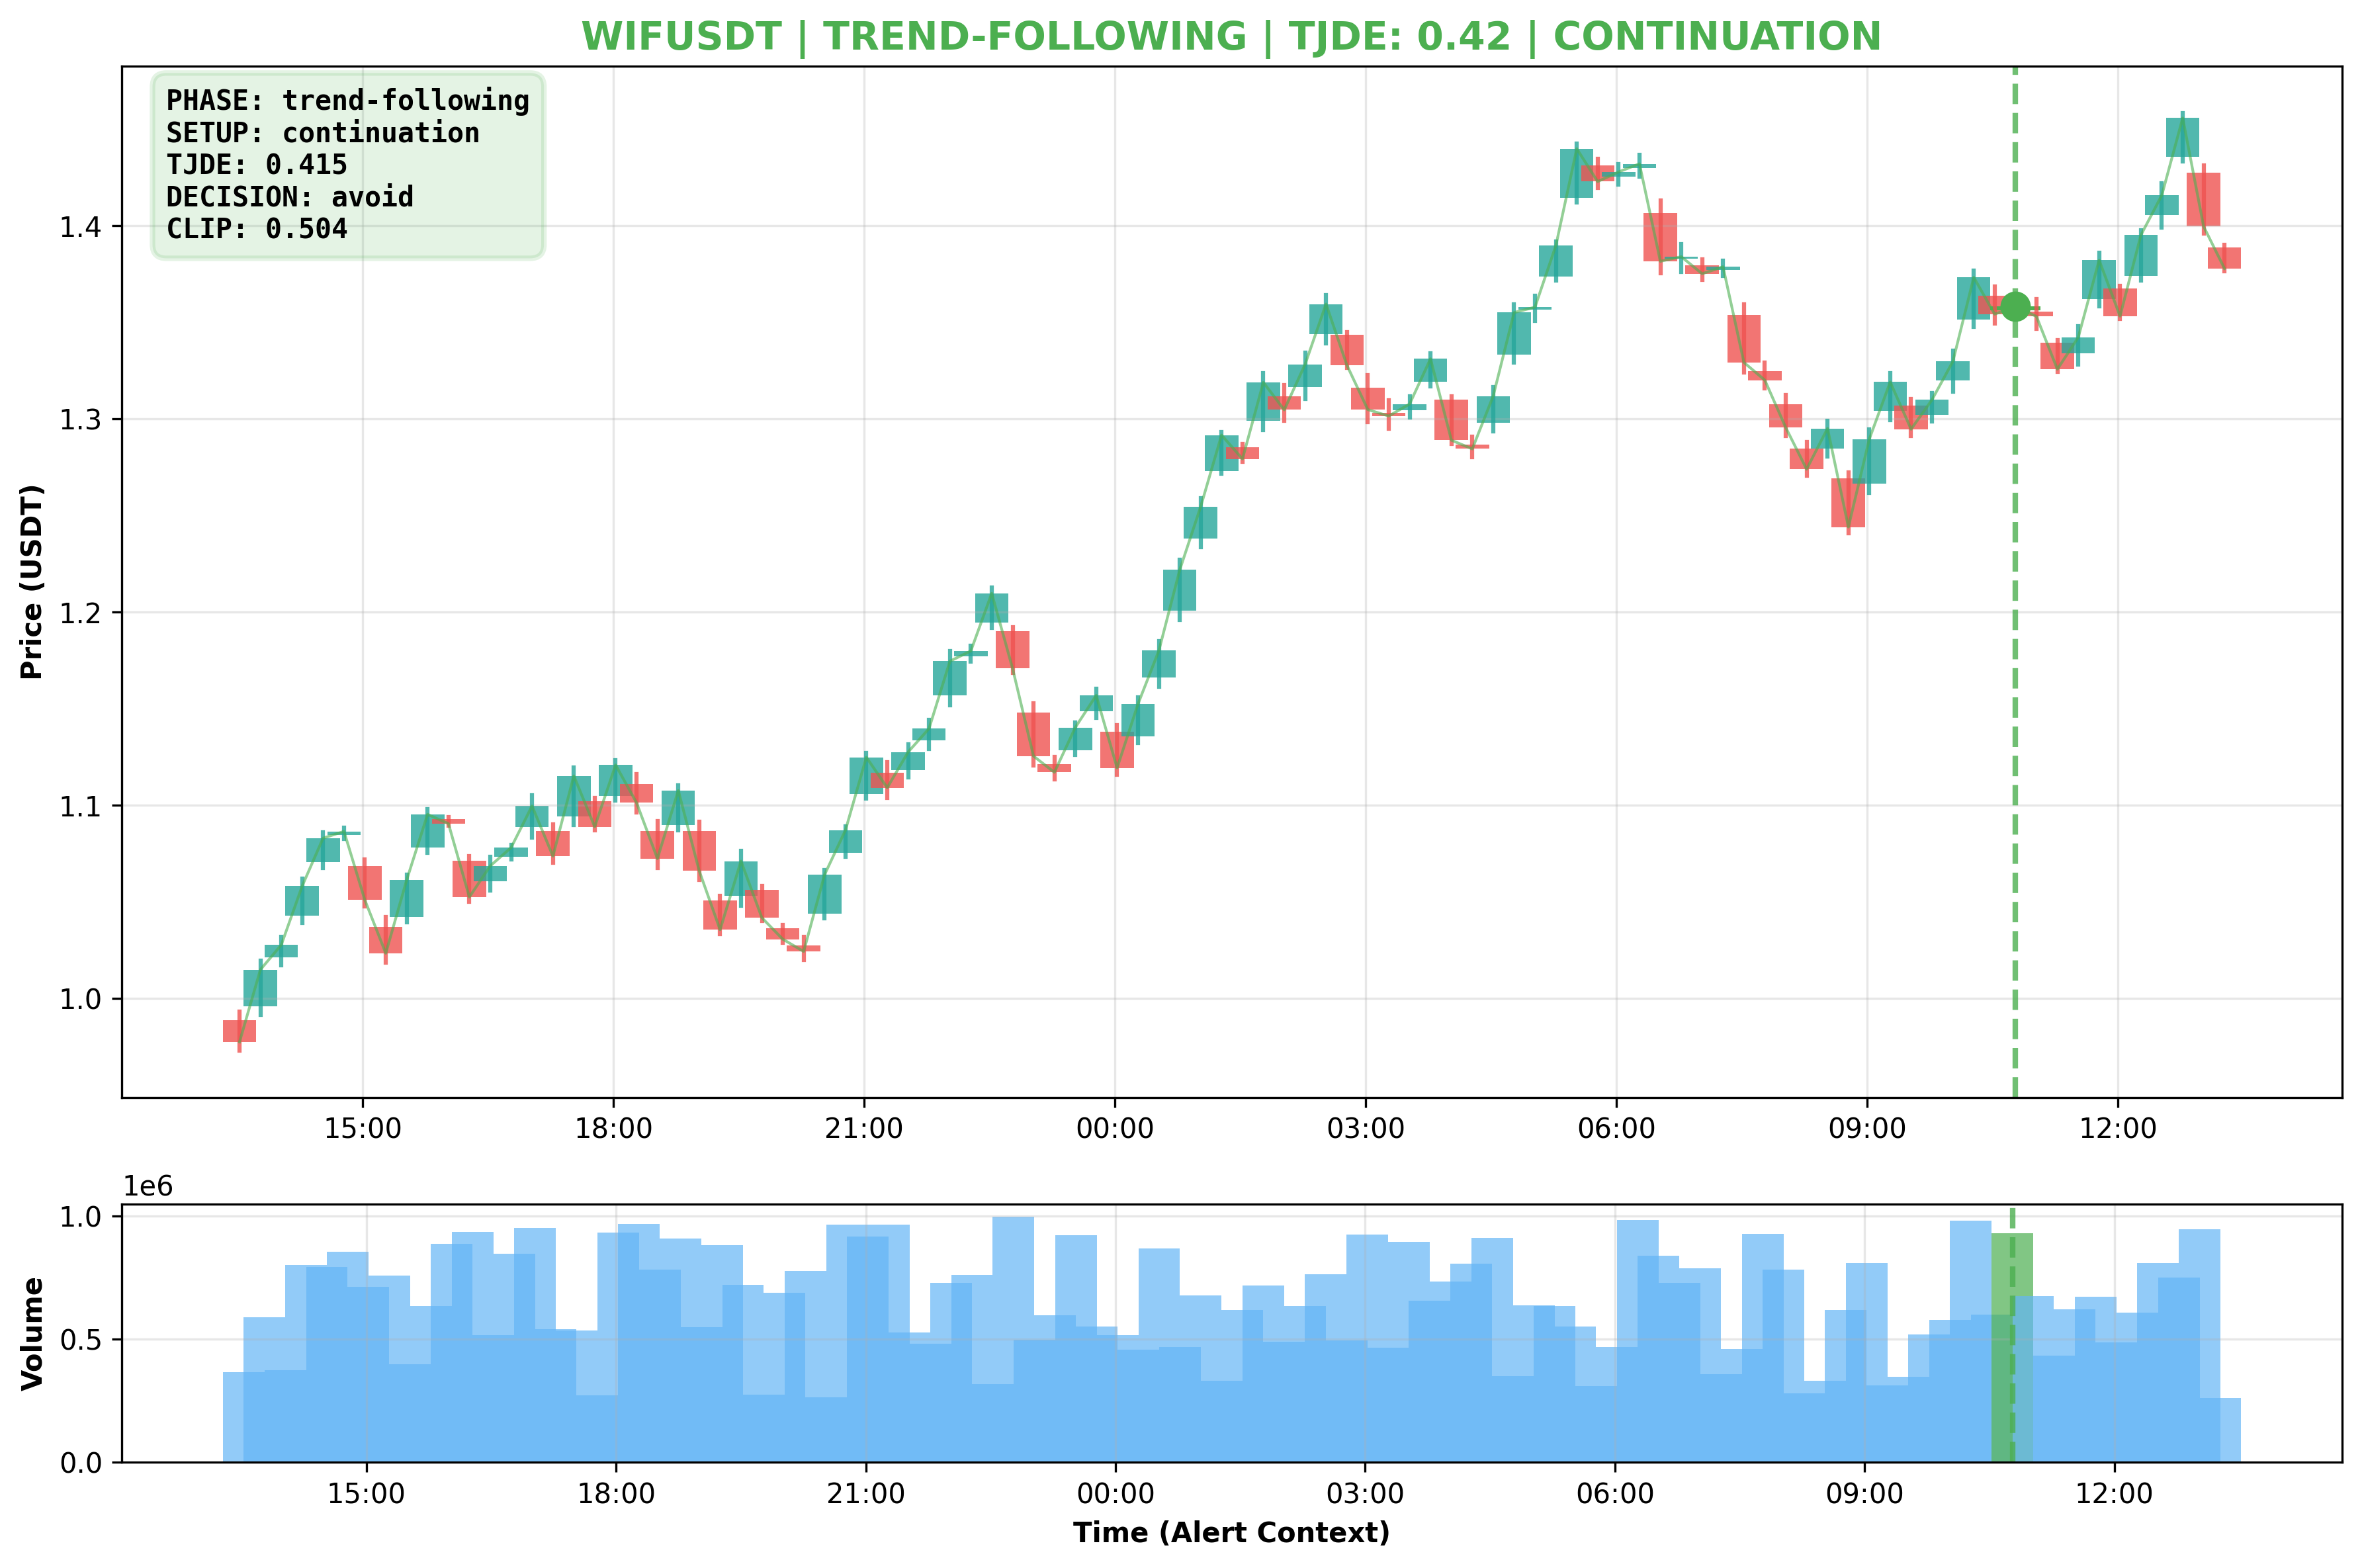 WIFUSDT | TREND-FOLLOWING | TJDE: 0.42 | CONTINUATION
PHASE: trend-following
SETUP: continuation
TJDE: 0.415
DECISION: avoid
CLIP: 0.504
Price (USDT)
1.4
1.3
1.2
1.1
1.0
15:00 18:00 21:00 00:00 03:00 06:00 09:00 12:00
1e6
Volume
1.0
0.5
0.0
15:00 18:00 21:00 00:00 03:00 06:00 09:00 12:00
Time (Alert Context)